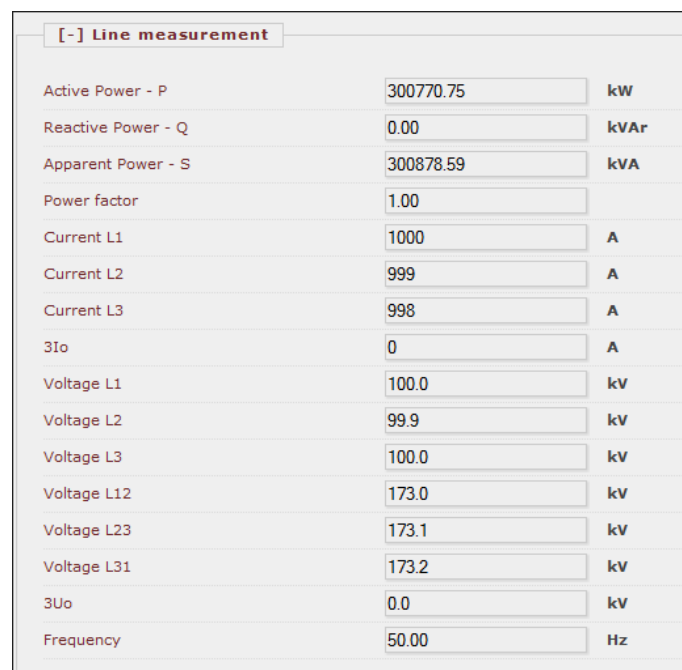 [-] Line measurement
Active Power - P 300770.75 kW
Reactive Power - Q 0.00 kVAr
Apparent Power - S 300878.59 kVA
Power factor 1.00
Current L1 1000 A
Current L2 999 A
Current L3 998 A
3Io 0 A
Voltage L1 100.0 kV
Voltage L2 99.9 kV
Voltage L3 100.0 kV
Voltage L12 173.0 kV
Voltage L23 173.1 kV
Voltage L31 173.2 kV
3Uo 0.0 kV
Frequency 50.00 Hz